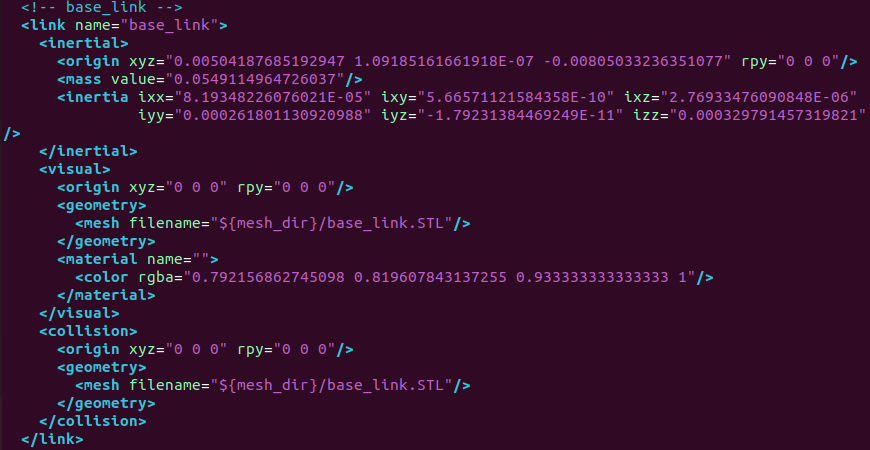 <!-- base_link -->
<link name="base_link">
<inertial>
<origin xyz="0.00504187685192947 1.09185161661918E-07 -0.00805033236351077" rpy="0 0 0"/>
<mass value="0.0549114964726037"/>
<inertia ixx="8.19348226076021E-05" ixy="5.66571121584358E-10" ixz="2.76933476090848E-06"
iyy="0.000261801130920988" iyz="-1.79231384469249E-11" izz="0.000329791457319821"
/>
</inertial>
<visual>
<origin xyz="0 0 0" rpy="0 0 0"/>
<geometry>
<mesh filename="${mesh_dir}/base_link.STL"/>
</geometry>
<material name="">
<color rgba="0.792156862745098 0.819607843137255 0.933333333333333 1"/>
</material>
</visual>
<collision>
<origin xyz="0 0 0" rpy="0 0 0"/>
<geometry>
<mesh filename="${mesh_dir}/base_link.STL"/>
</geometry>
</collision>
</link>